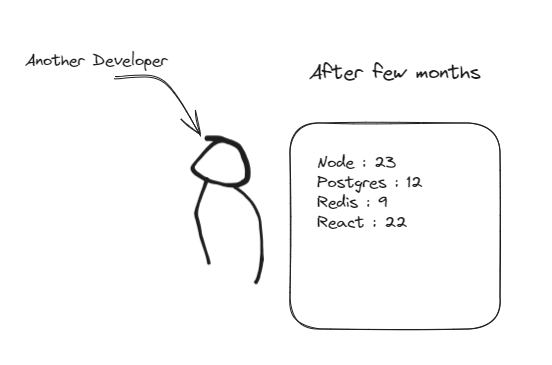 Another Developer
After few months
Node : 23
Postgres : 12
Redis : 9
React : 22